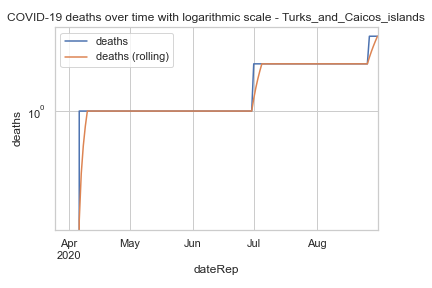 COVID-19 deaths over time with logarithmic scale - Turks_and_Caicos_islands
deaths
deaths (rolling)
10^0
deaths
Apr
2020
May
Jun
Jul
Aug
dateRep